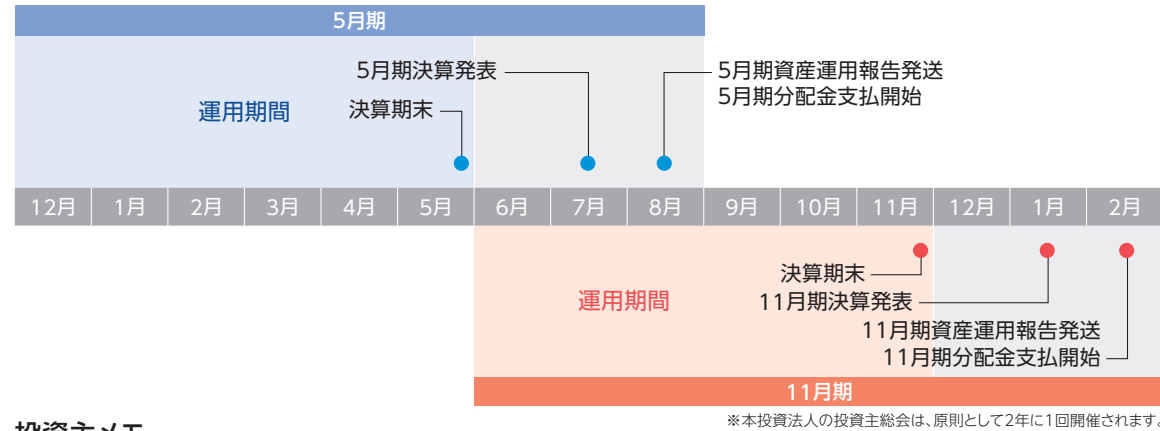 5月期
5月期決算発表
決算期末
運用期間
5月期資産運用報告発送
5月期分配金支払開始
12月 1月 2月 3月 4月 5月 6月 7月 8月 9月 10月 11月 12月 1月 2月
運用期間
決算期末
11月期決算発表
11月期資産運用報告発送
11月期分配金支払開始
11月期
※本投資法人の投資主総会は、原則として2年に1回開催されます。
投資主メモ